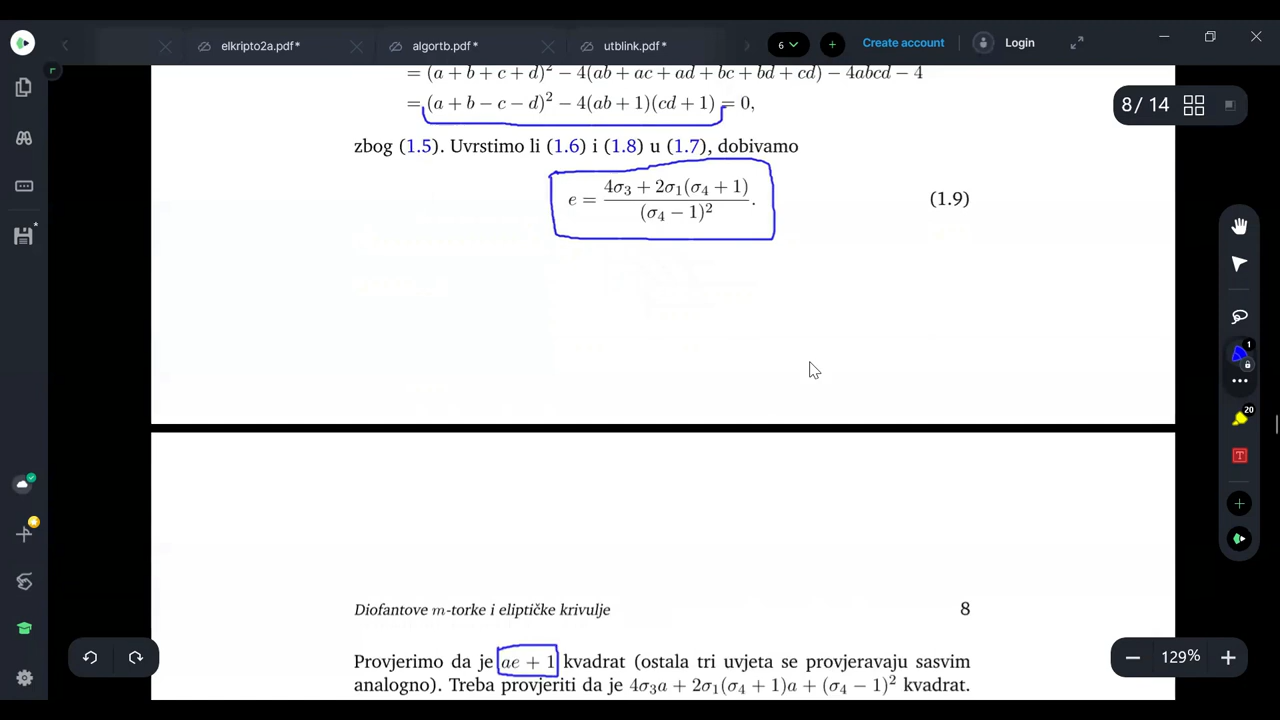 elkripto2a.pdf*
algortb.pdf*
utblink.pdf*
6
Create account
Login
= (a + b + c + d)² − 4(ab + ac + ad + bc + bd + cd) − 4abcd − 4
= (a + b − c − d)² − 4(ab + 1)(cd + 1) = 0,
8 / 14
zbog (1.5). Uvrstimo li (1.6) i (1.8) u (1.7), dobivamo
e = \frac{4σ₃ + 2σ₁(σ₄ + 1)}{(σ₄ − 1)²}. (1.9)
1
20
T
Diofantove m-torke i eliptičke krivulje 8
Provjerimo da je ae + 1 kvadrat (ostala tri uvjeta se provjeravaju sasvim
analogno). Treba provjeriti da je 4σ₃a + 2σ₁(σ₄ + 1)a + (σ₄ − 1)² kvadrat.
129%